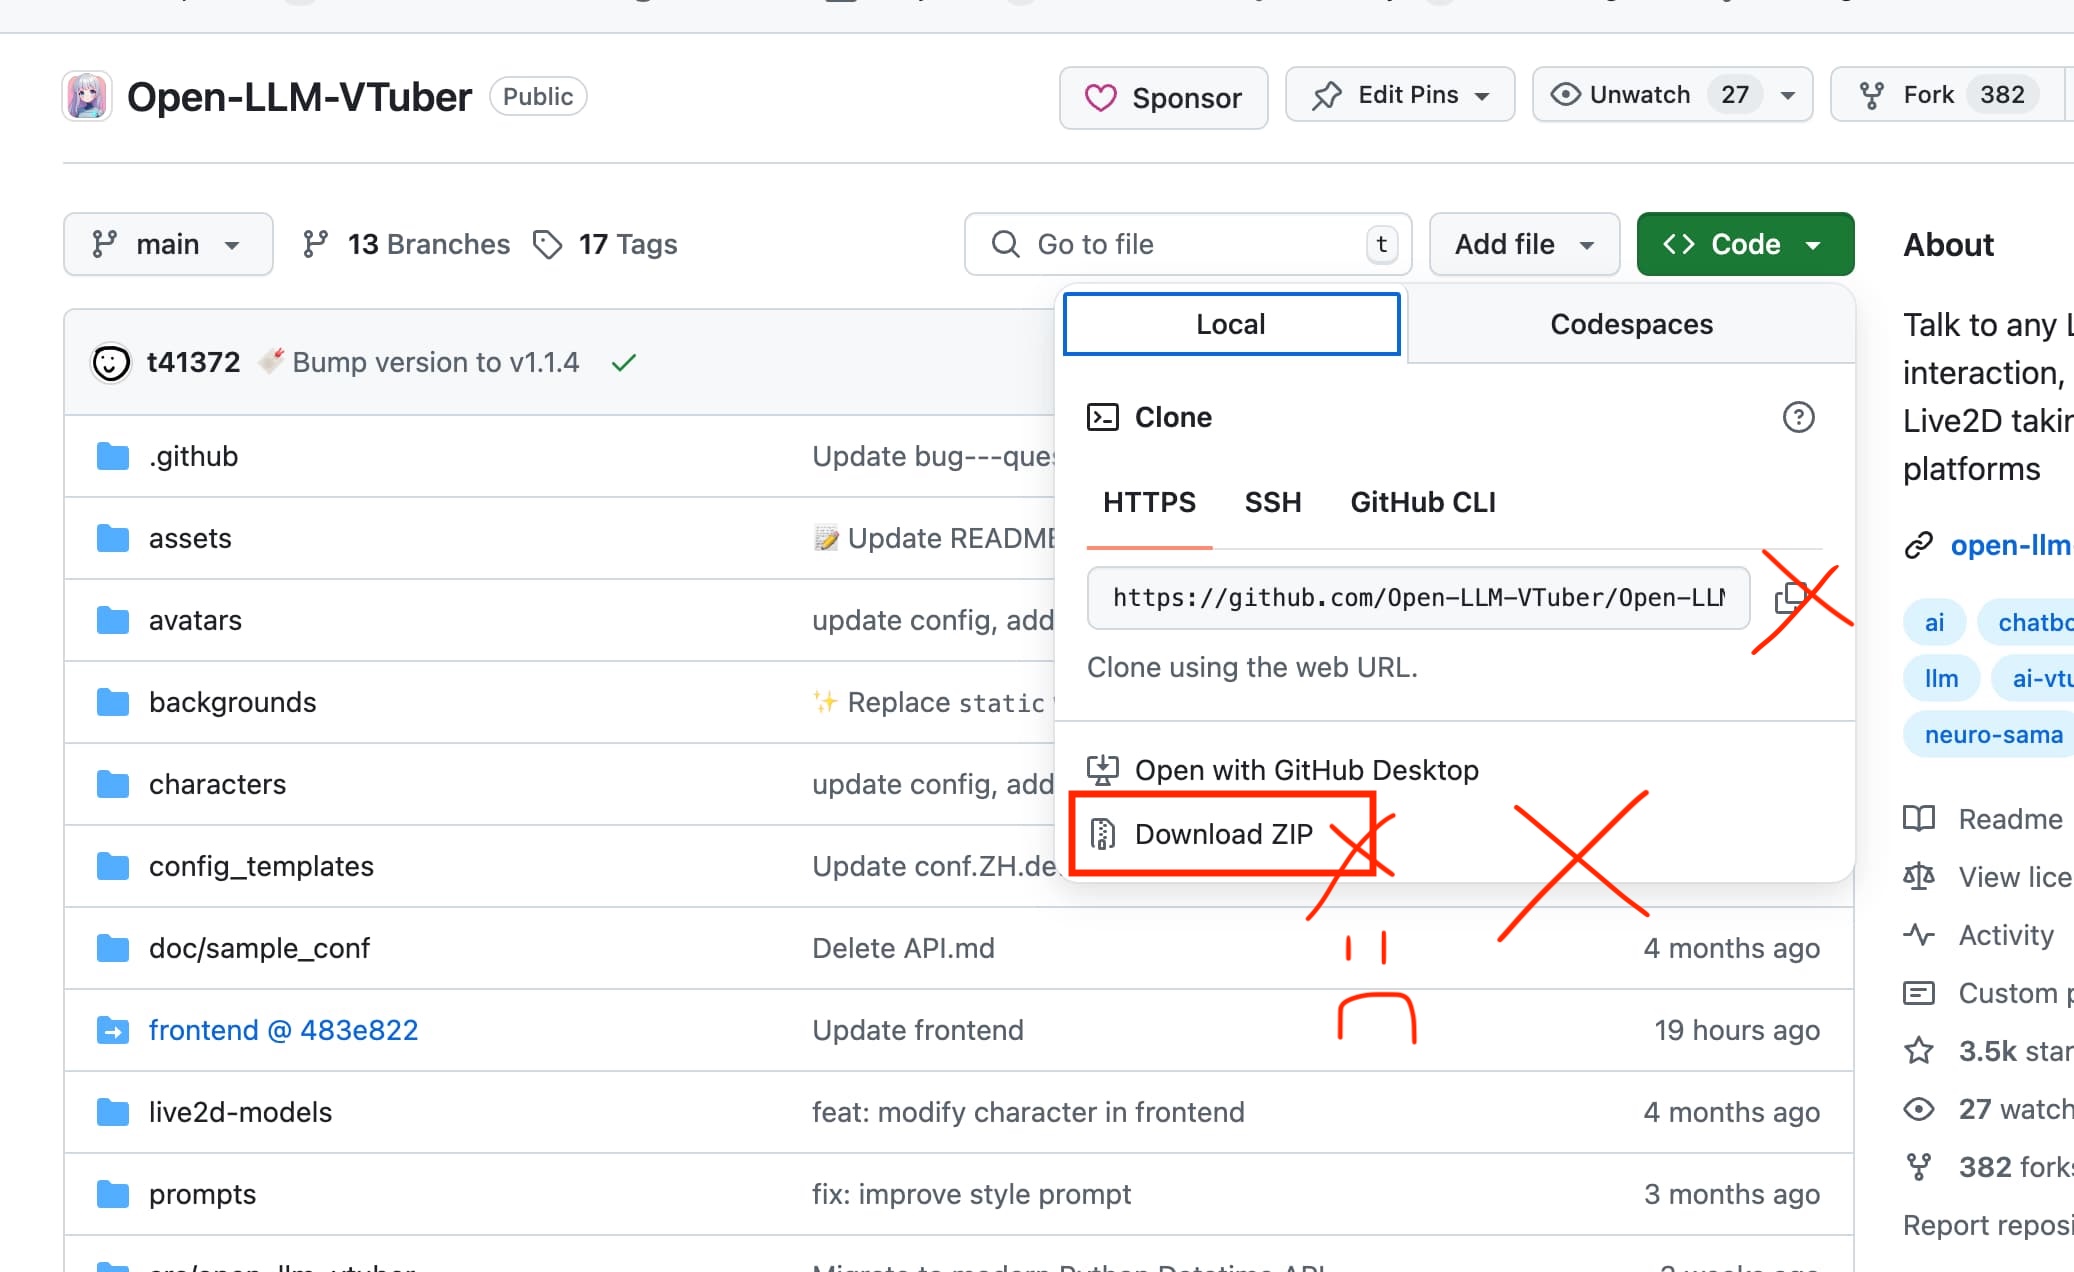 Open-LLM-VTuber Public Sponsor Edit Pins Unwatch 27 Fork 382
main 13 Branches 17 Tags Go to file t Add file Code
t41372 Bump version to v1.1.4
.github Update bug---ques
assets Update README
avatars update config, add
backgrounds Replace static
characters update config, add
config_templates Update conf.ZH.de
doc/sample_conf Delete API.md 4 months ago
frontend @ 483e822 Update frontend 19 hours ago
live2d-models feat: modify character in frontend 4 months ago
prompts fix: improve style prompt 3 months ago
Local Codespaces
Clone
HTTPS SSH GitHub CLI
https://github.com/Open-LLM-VTuber/Open-LLM
Clone using the web URL.
Open with GitHub Desktop
Download ZIP
About
Talk to any L
interaction,
Live2D takin
platforms
open-llm
ai chatbo
llm ai-vtu
neuro-sama
Readme
View lice
Activity
Custom p
3.5k star
27 watch
382 forks
Report reposi